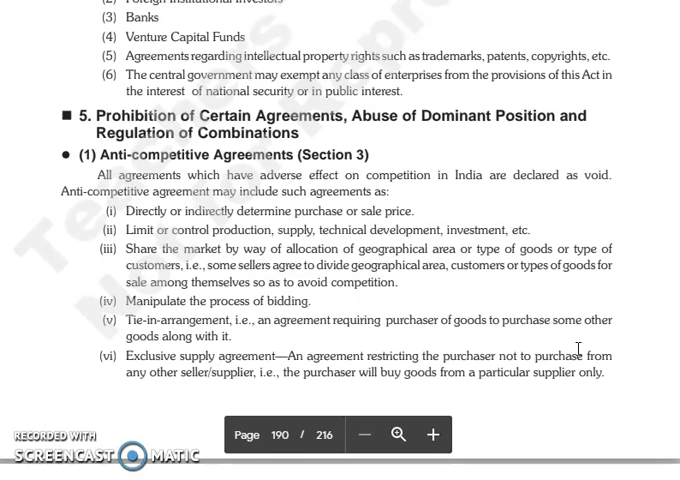 (2) Foreign Institutional Investors
(3) Banks
(4) Venture Capital Funds
(5) Agreements regarding intellectual property rights such as trademarks, patents, copyrights, etc.
(6) The central government may exempt any class of enterprises from the provisions of this Act in
the interest of national security or in public interest.
■ 5. Prohibition of Certain Agreements, Abuse of Dominant Position and
Regulation of Combinations
● (1) Anti-competitive Agreements (Section 3)
All agreements which have adverse effect on competition in India are declared as void.
Anti-competitive agreement may include such agreements as:
(i) Directly or indirectly determine purchase or sale price.
(ii) Limit or control production, supply, technical development, investment, etc.
(iii) Share the market by way of allocation of geographical area or type of goods or type of
customers, i.e., some sellers agree to divide geographical area, customers or types of goods for
sale among themselves so as to avoid competition.
(iv) Manipulate the process of bidding.
(v) Tie-in-arrangement, i.e., an agreement requiring purchaser of goods to purchase some other
goods along with it.
(vi) Exclusive supply agreement—An agreement restricting the purchaser not to purchase from
any other seller/supplier, i.e., the purchaser will buy goods from a particular supplier only.
Page 190 / 216
RECORDED WITH
SCREENCAST MATIC